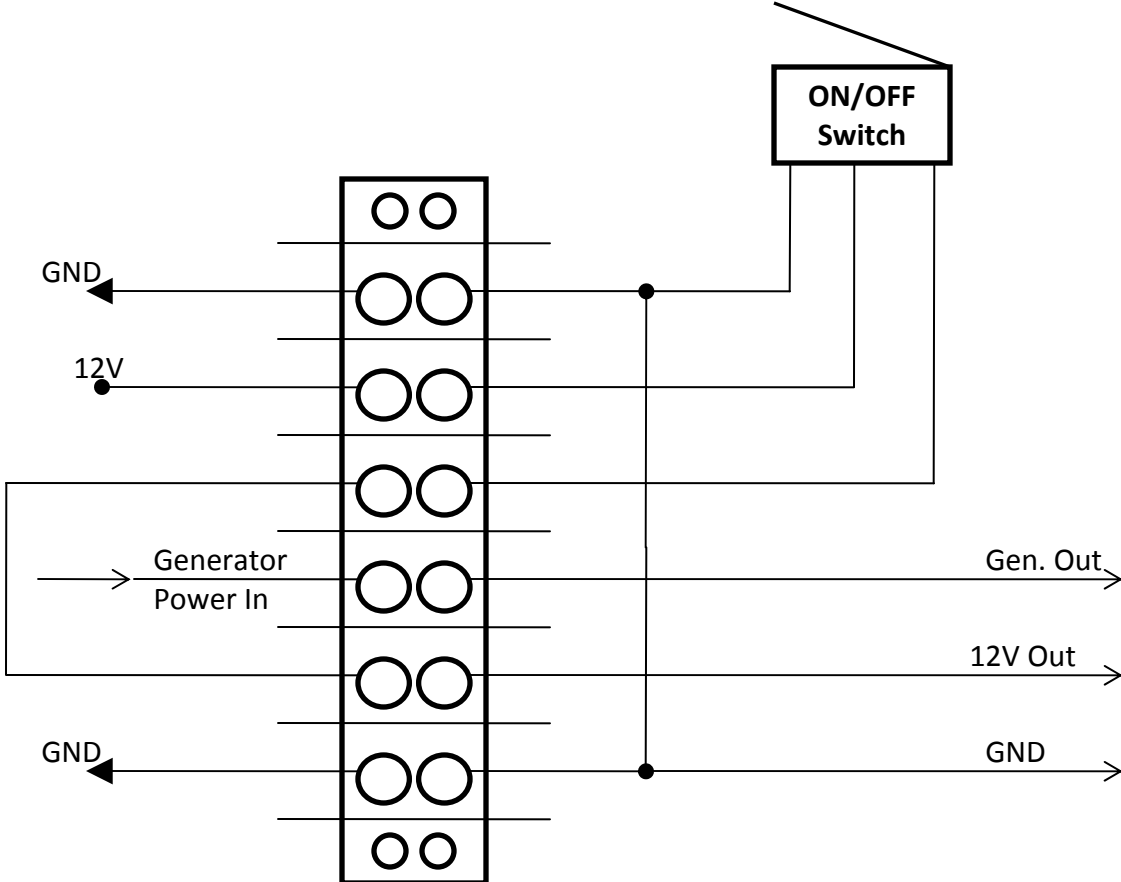 ON/OFF
Switch
GND
12V
Generator
Power In
Gen. Out
12V Out
GND
GND